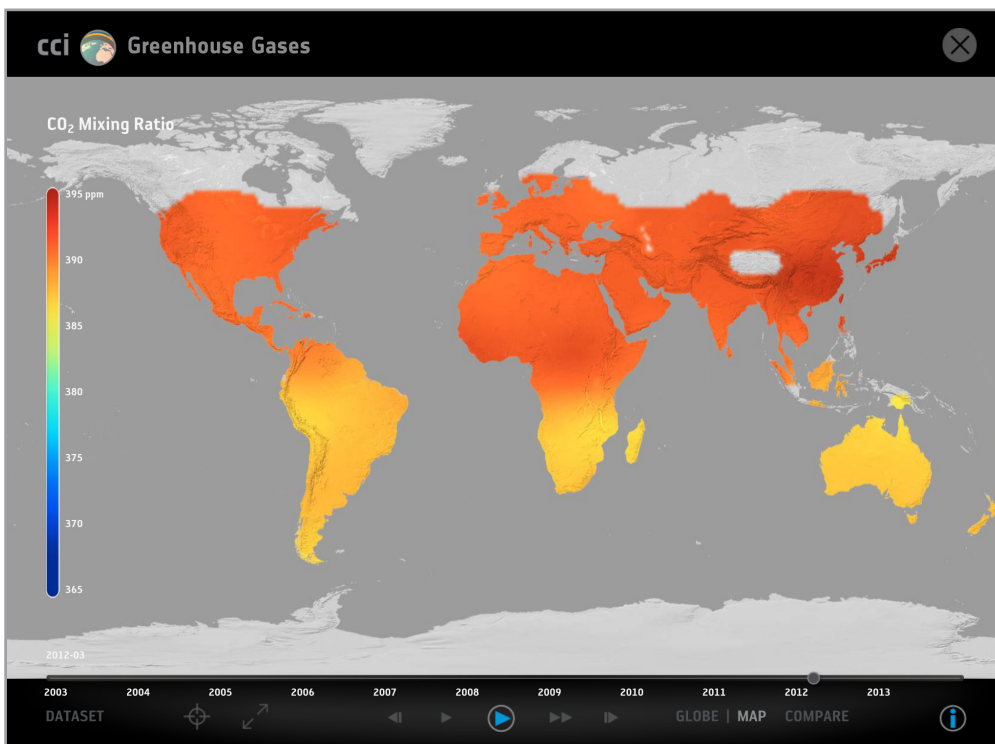 cci Greenhouse Gases
CO₂ Mixing Ratio
395 ppm
390
385
380
375
370
365
2012-03
2003 2004 2005 2006 2007 2008 2009 2010 2011 2012 2013
DATASET GLOBE | MAP COMPARE